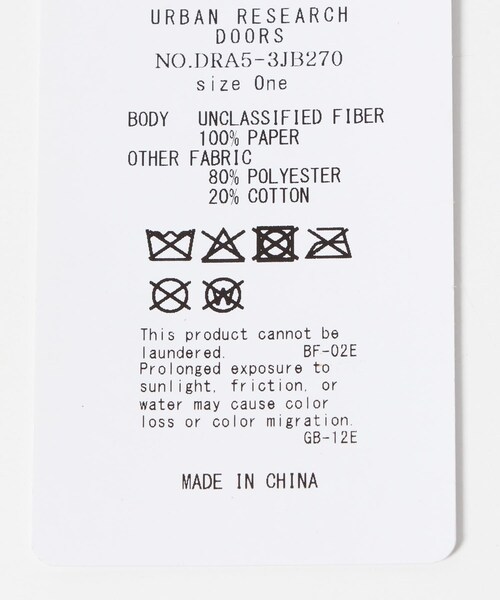 URBAN RESEARCH
DOORS
NO.DRA5-3JB270
size One
BODY UNCLASSIFIED FIBER
100% PAPER
OTHER FABRIC
80% POLYESTER
20% COTTON
W
This product cannot be
laundered. BF-02E
Prolonged exposure to
sunlight, friction, or
water may cause color
loss or color migration.
GB-12E
MADE IN CHINA